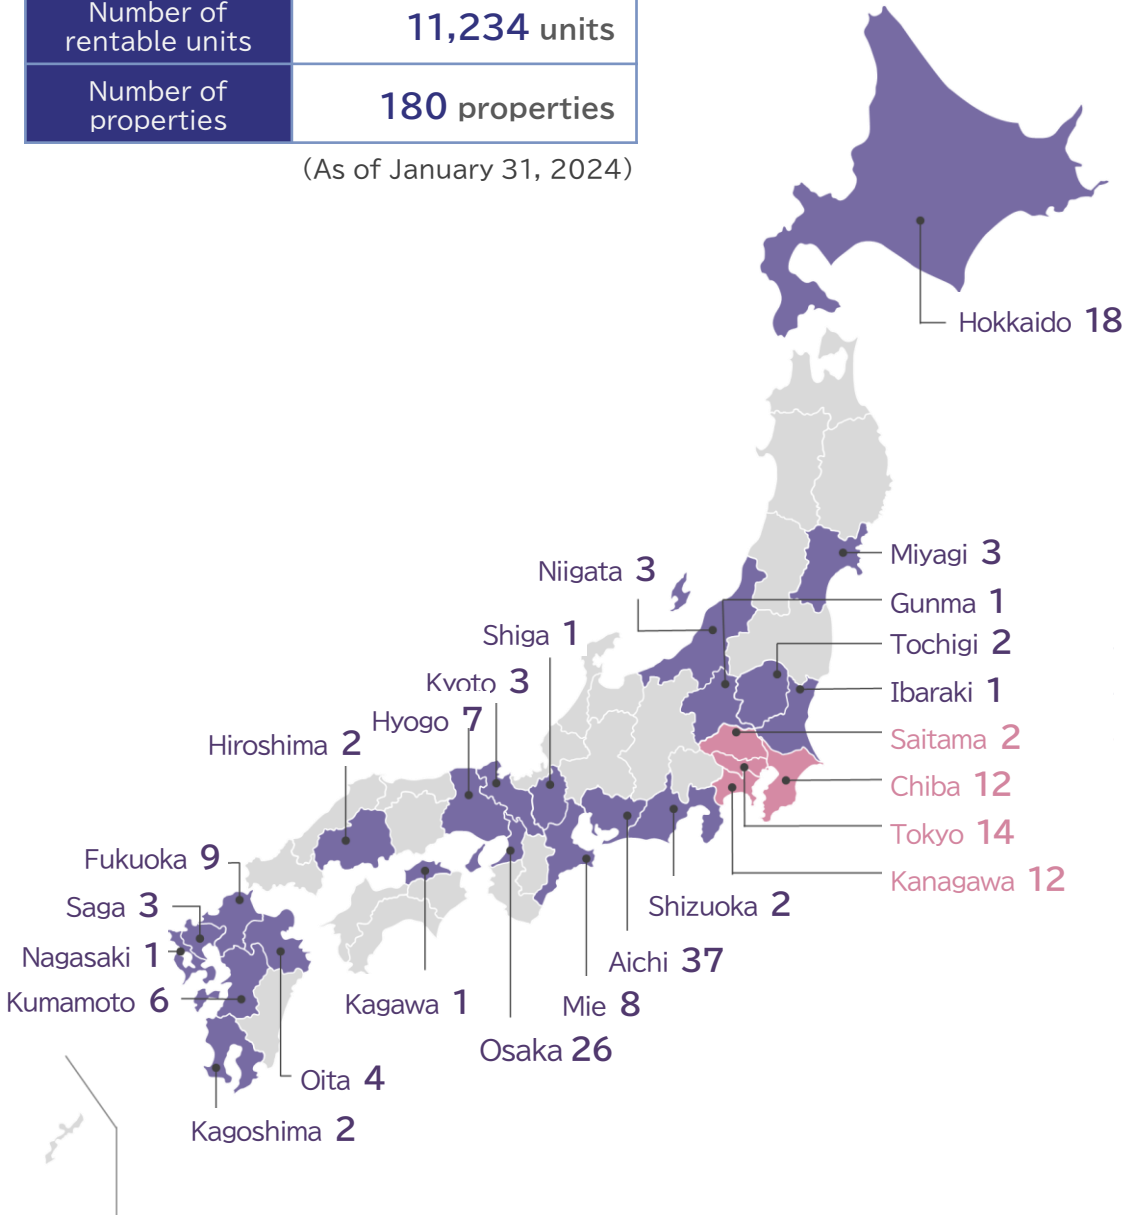 Number of
rentable units
11,234 units
Number of
properties
180 properties
(As of January 31, 2024)
Hokkaido 18
Miyagi 3
Niigata 3
Gunma 1
Shiga 1
Tochigi 2
Kyoto 3
Ibaraki 1
Hyogo 7
Saitama 2
Hiroshima 2
Chiba 12
Tokyo 14
Fukuoka 9
Kanagawa 12
Saga 3
Shizuoka 2
Nagasaki 1
Aichi 37
Kumamoto 6
Kagawa 1
Mie 8
Osaka 26
Oita 4
Kagoshima 2